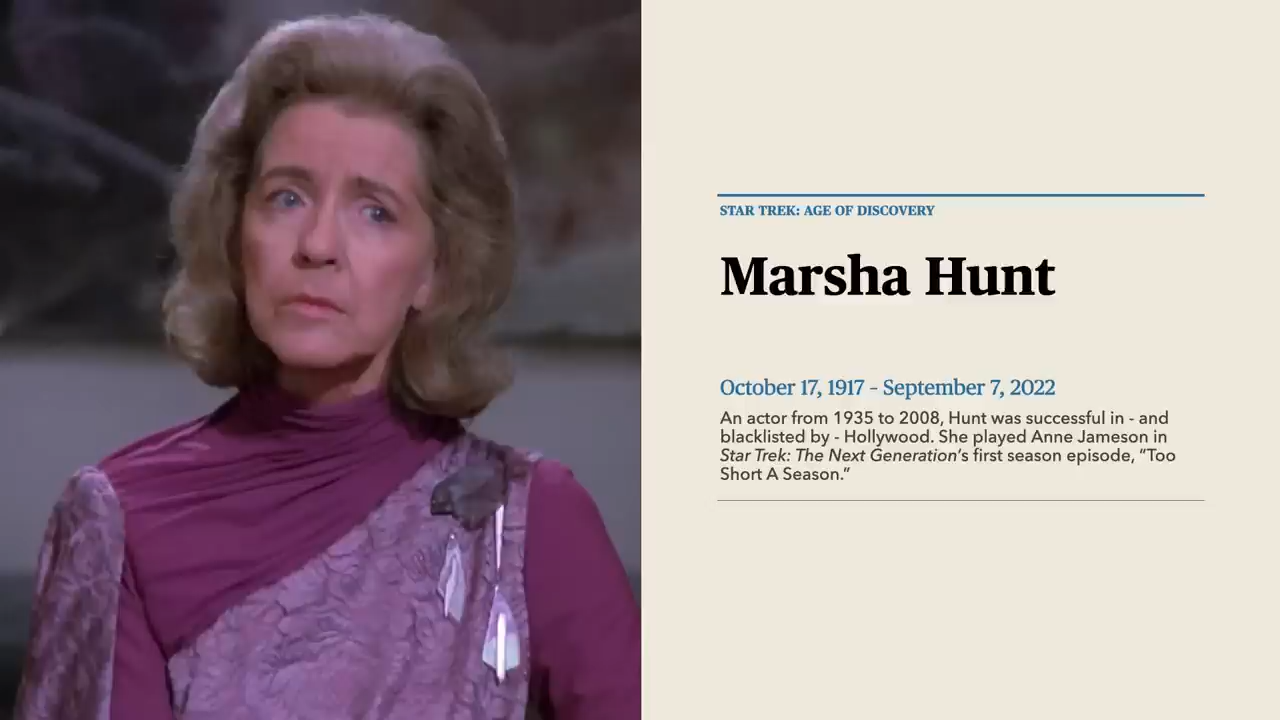 STAR TREK: AGE OF DISCOVERY
Marsha Hunt
October 17, 1917 - September 7, 2022
An actor from 1935 to 2008, Hunt was successful in - and
blacklisted by - Hollywood. She played Anne Jameson in
Star Trek: The Next Generation's first season episode, "Too
Short A Season."